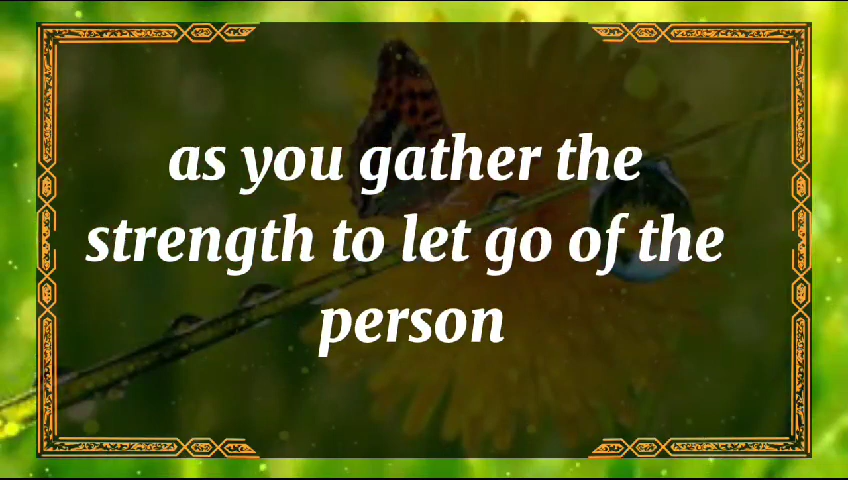 as you gather the
strength to let go of the
person